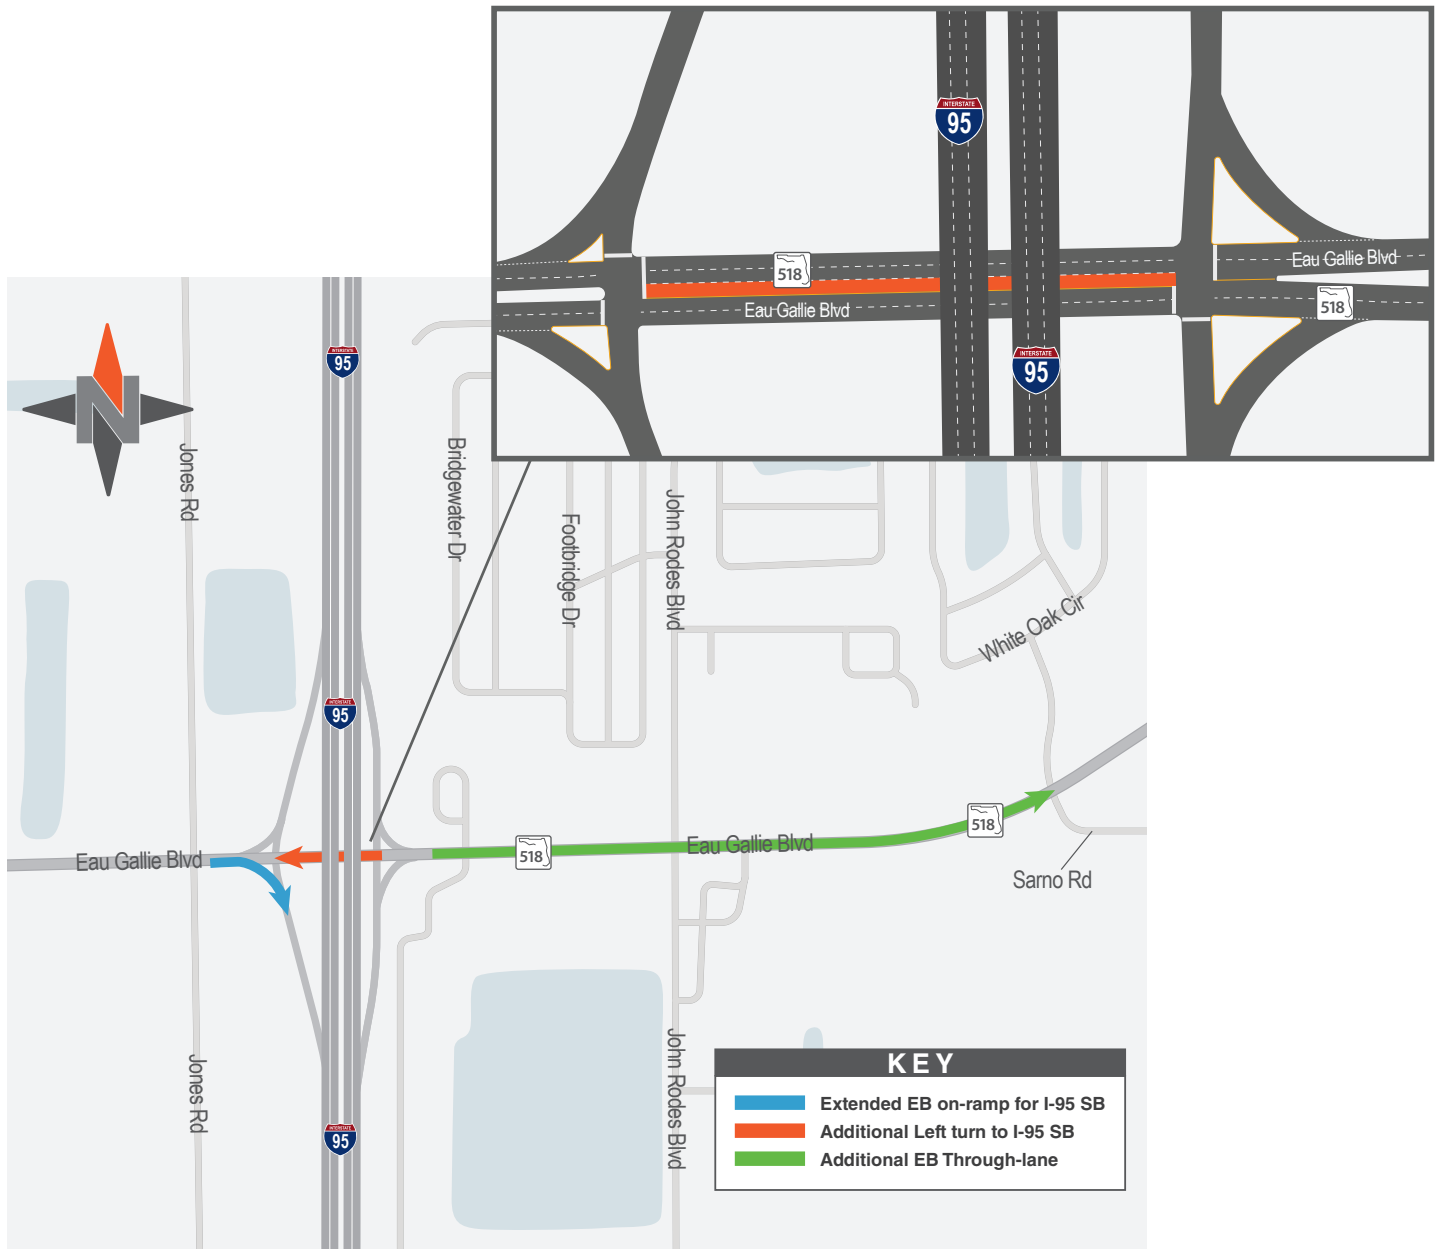 INTERSTATE
95
518
Eau Gallie Blvd
Eau Gallie Blvd
518
INTERSTATE
95
INTERSTATE
95
N
Jones Rd
Bridgewater Dr
Footbridge Dr
John Rodes Blvd
White Oak Cir
INTERSTATE
95
Eau Gallie Blvd
518
Eau Gallie Blvd
518
Sarno Rd
Jones Rd
John Rodes Blvd
INTERSTATE
95
KEY
Extended EB on-ramp for I-95 SB
Additional Left turn to I-95 SB
Additional EB Through-lane